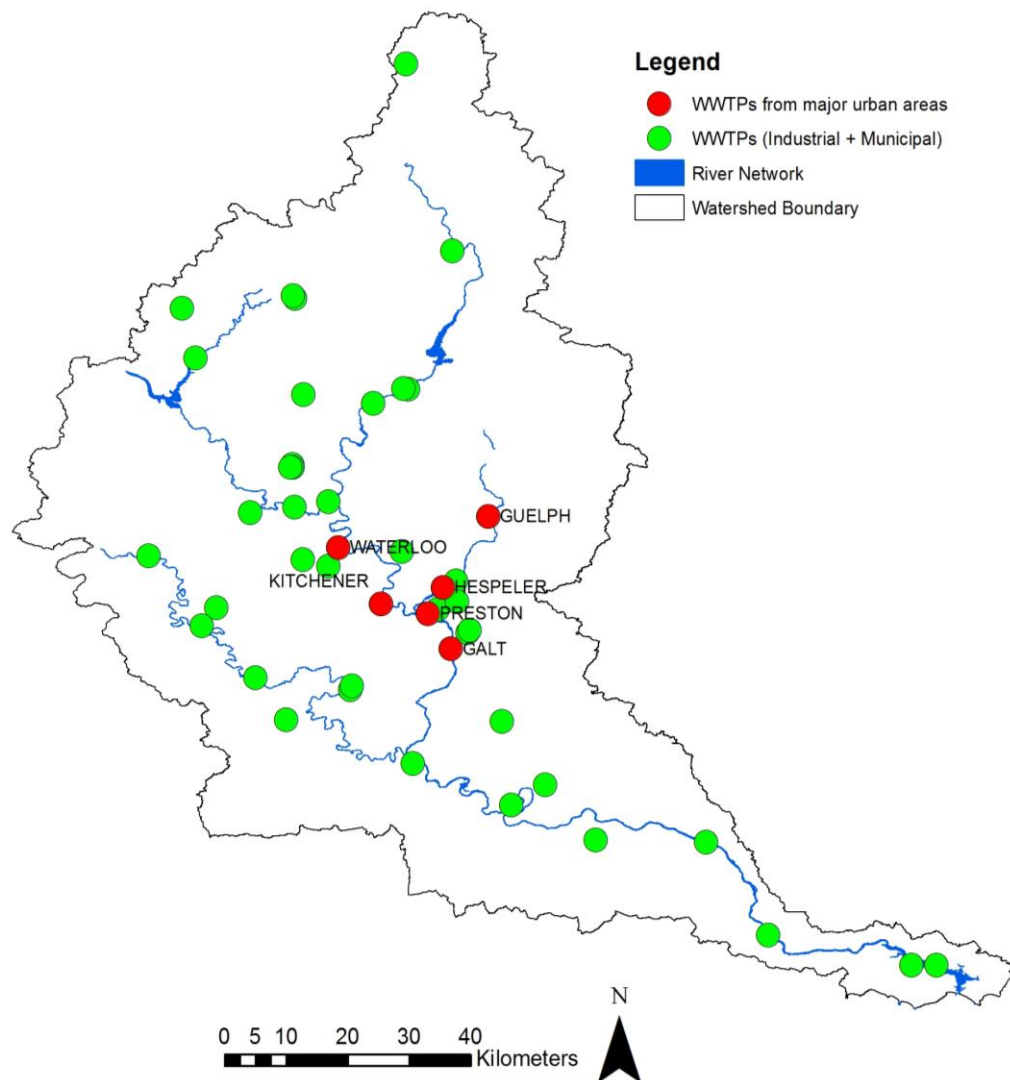 Legend
WWTPs from major urban areas
WWTPs (Industrial + Municipal)
River Network
Watershed Boundary
GUELPH
WATERLOO
KITCHENER
HESPELER
PRESTON
GALT
N
0 5 10 20 30 40
Kilometers